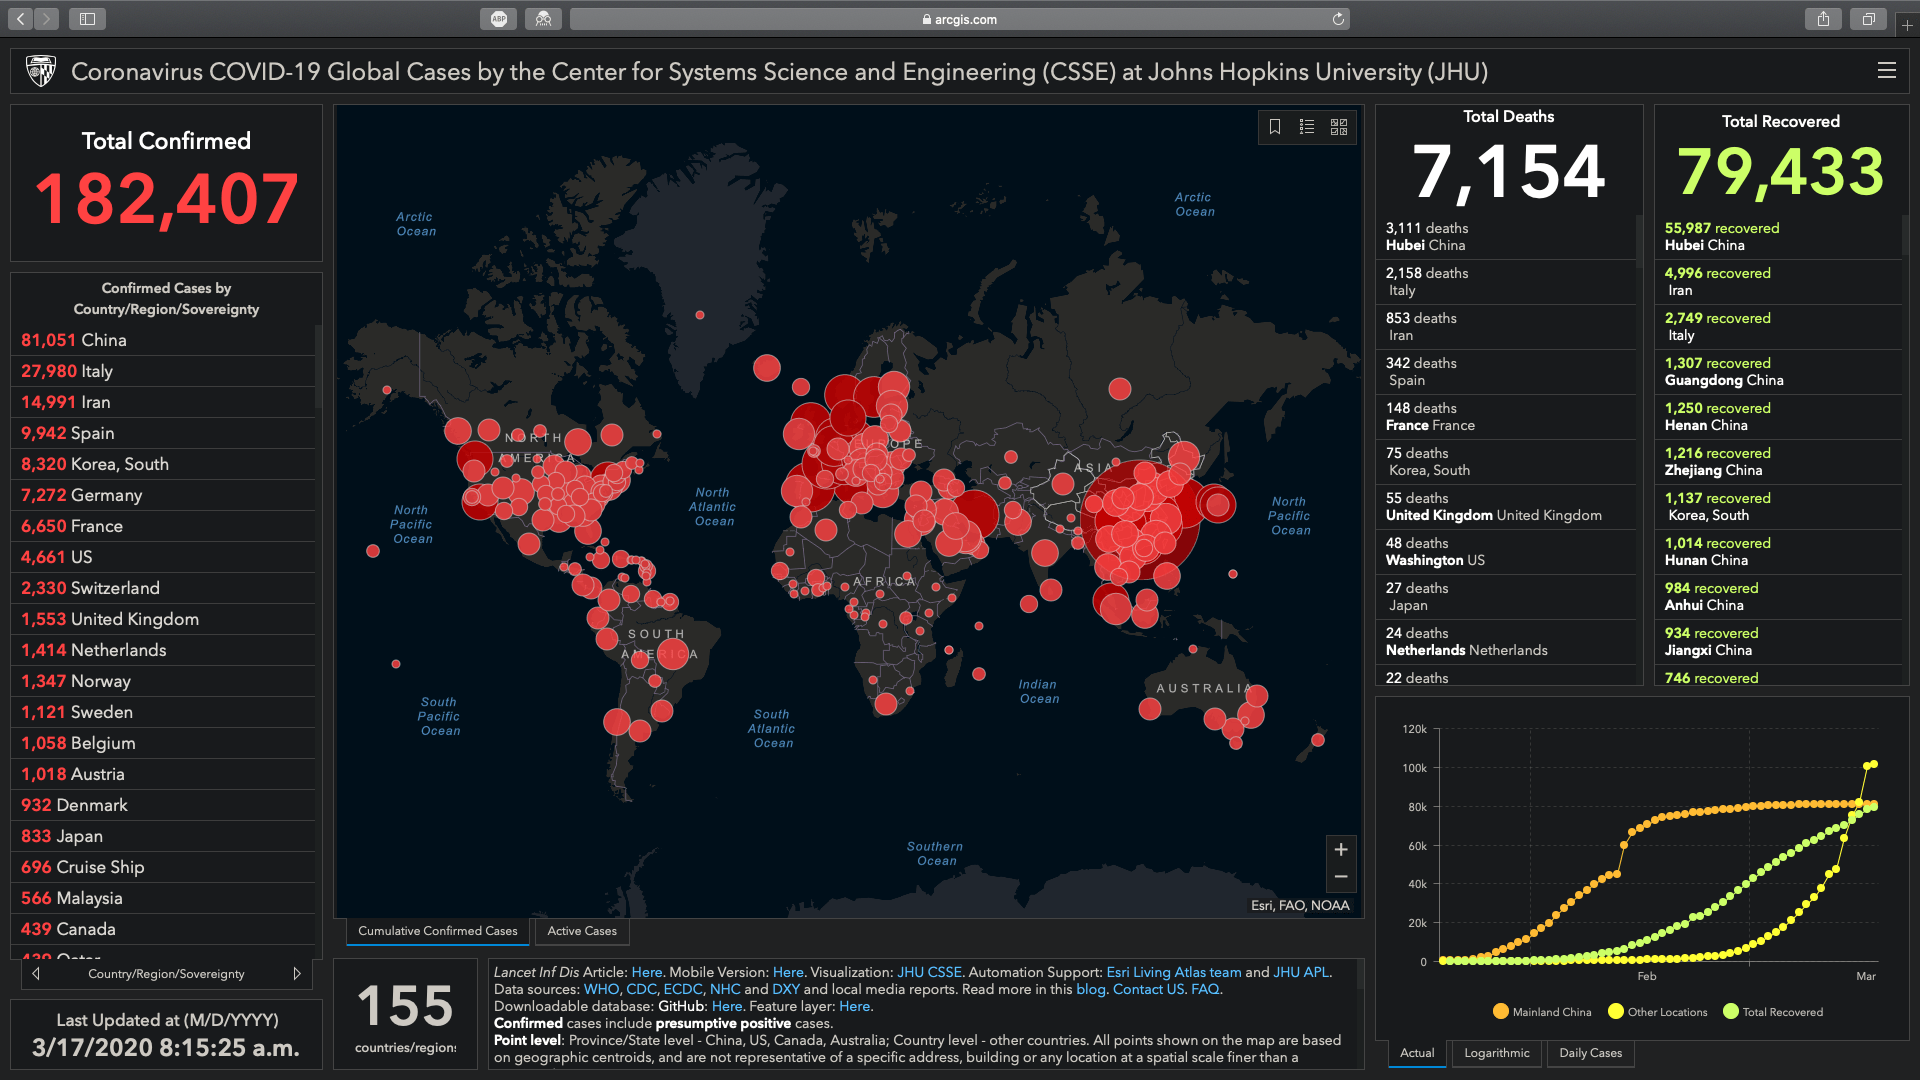 ABP
arcgis.com
Coronavirus COVID-19 Global Cases by the Center for Systems Science and Engineering (CSSE) at Johns Hopkins University (JHU)
Total Confirmed
182,407
Confirmed Cases by
Country/Region/Sovereignty
81,051 China
27,980 Italy
14,991 Iran
9,942 Spain
8,320 Korea, South
7,272 Germany
6,650 France
4,661 US
2,330 Switzerland
1,553 United Kingdom
1,414 Netherlands
1,347 Norway
1,121 Sweden
1,058 Belgium
1,018 Austria
932 Denmark
833 Japan
696 Cruise Ship
566 Malaysia
439 Canada
439 Qatar
Country/Region/Sovereignty
Last Updated at (M/D/YYYY)
3/17/2020 8:15:25 a.m.
Arctic
Ocean
Arctic
Ocean
NORTH
AMERICA
EUROPE
ASIA
North
Pacific
Ocean
North
Atlantic
Ocean
North
Pacific
Ocean
AFRICA
SOUTH
AMERICA
AUSTRALIA
South
Pacific
Ocean
South
Atlantic
Ocean
Indian
Ocean
Southern
Ocean
+
−
Esri, FAO, NOAA
Cumulative Confirmed Cases
Active Cases
155
countries/regions
Lancet Inf Dis Article: Here. Mobile Version: Here. Visualization: JHU CSSE. Automation Support: Esri Living Atlas team and JHU APL.
Data sources: WHO, CDC, ECDC, NHC and DXY and local media reports. Read more in this blog. Contact US. FAQ.
Downloadable database: GitHub: Here. Feature layer: Here.
Confirmed cases include presumptive positive cases.
Point level: Province/State level - China, US, Canada, Australia; Country level - other countries. All points shown on the map are based
on geographic centroids, and are not representative of a specific address, building or any location at a spatial scale finer than a
Total Deaths
7,154
3,111 deaths
Hubei China
2,158 deaths
Italy
853 deaths
Iran
342 deaths
Spain
148 deaths
France France
75 deaths
Korea, South
55 deaths
United Kingdom United Kingdom
48 deaths
Washington US
27 deaths
Japan
24 deaths
Netherlands Netherlands
22 deaths
Total Recovered
79,433
55,987 recovered
Hubei China
4,996 recovered
Iran
2,749 recovered
Italy
1,307 recovered
Guangdong China
1,250 recovered
Henan China
1,216 recovered
Zhejiang China
1,137 recovered
Korea, South
1,014 recovered
Hunan China
984 recovered
Anhui China
934 recovered
Jiangxi China
746 recovered
120k
100k
80k
60k
40k
20k
0
Feb
Mar
Mainland China
Other Locations
Total Recovered
Actual
Logarithmic
Daily Cases